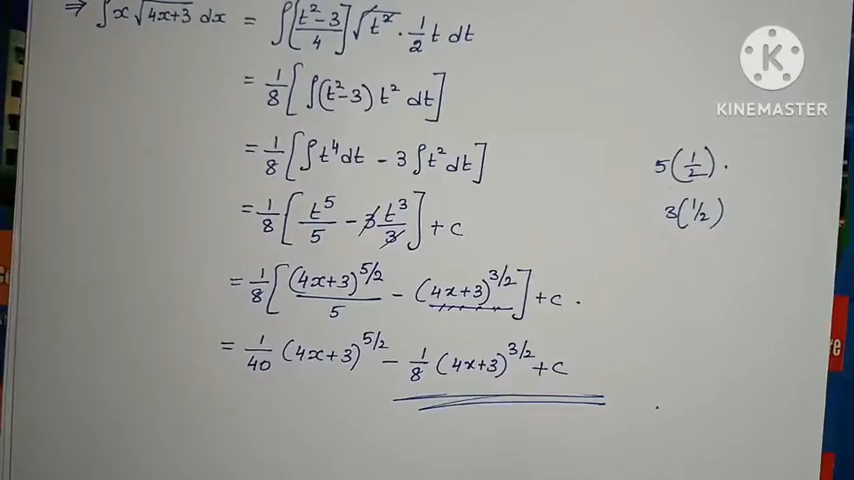 ⇒ ∫x√(4x+3) dx = ∫[(t²-3)/4]√t² · 1/2 t dt
= 1/8 [∫(t²-3) t² dt]
= 1/8 [∫t⁴dt - 3∫t²dt]
= 1/8 [t⁵/5 - 3t³/3] + c
= 1/8 [(4x+3)^5/2 / 5 - (4x+3)^3/2] + c .
= 1/40 (4x+3)^5/2 - 1/8 (4x+3)^3/2 + c
5(1/2) .
3(1/2)
K
KINEMASTER